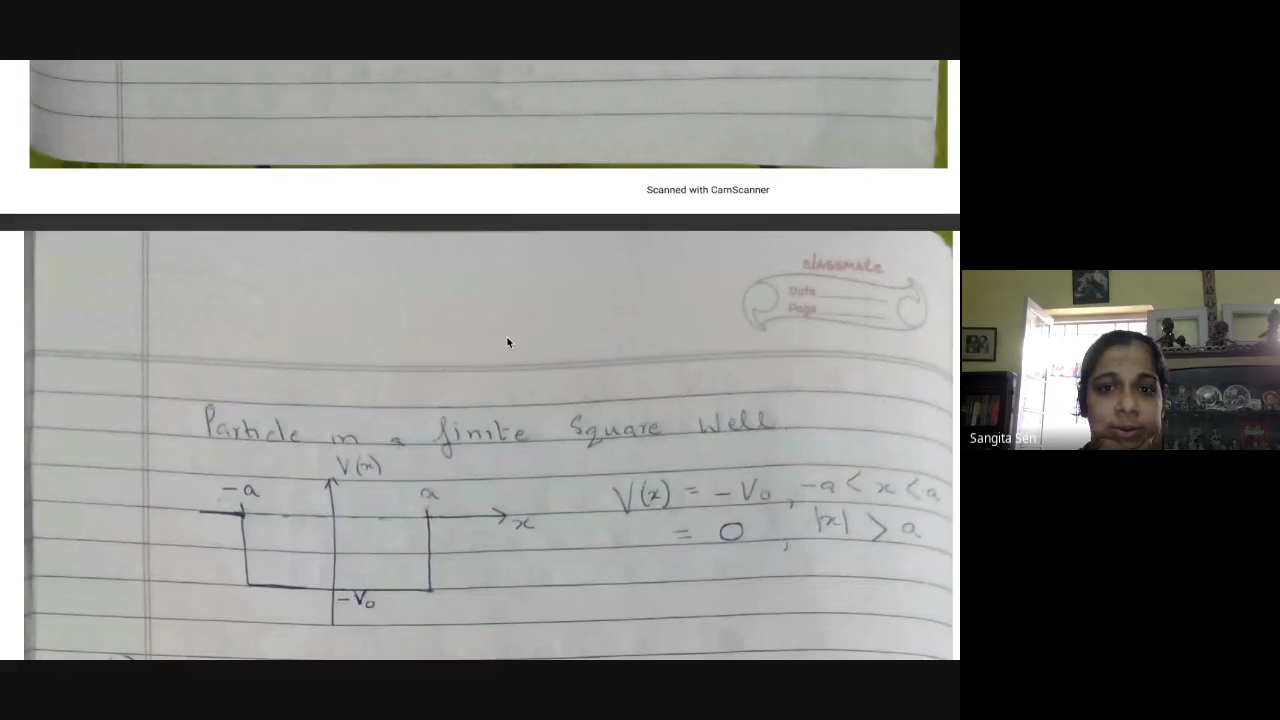 Scanned with CamScanner
classmate
Date
Page
Particle in a finite Square Well.
V(x)
-a
a
x
-V₀
V(x) = -V₀ , -a < x < a
= 0 , |x| > a
Sangita Sen